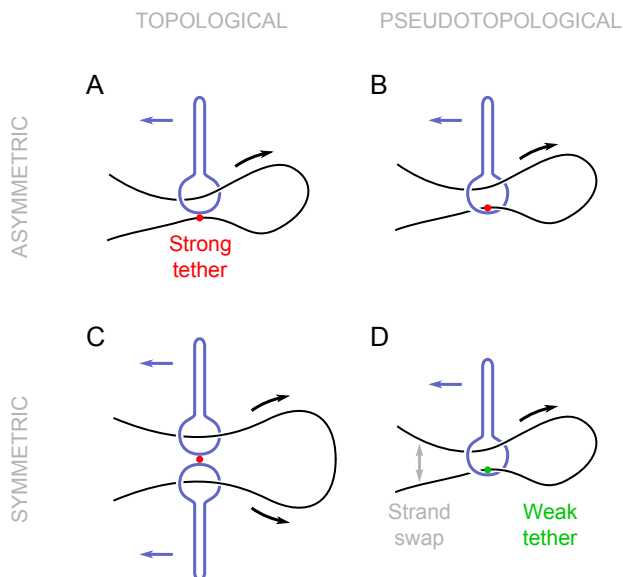 TOPOLOGICAL
PSEUDOTOPOLOGICAL
ASYMMETRIC
A
B
Strong
tether
SYMMETRIC
C
D
Strand
swap
Weak
tether